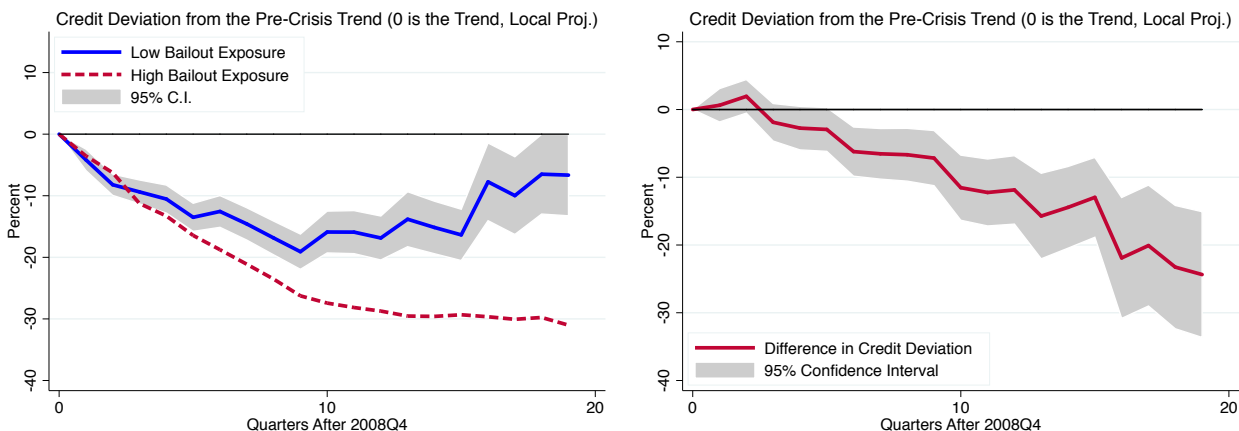 Credit Deviation from the Pre-Crisis Trend (0 is the Trend, Local Proj.)
Low Bailout Exposure
High Bailout Exposure
95% C.I.
10
0
-10
-20
-30
-40
Percent
0
10
20
Quarters After 2008Q4
Credit Deviation from the Pre-Crisis Trend (0 is the Trend, Local Proj.)
10
0
-10
-20
-30
-40
Percent
Difference in Credit Deviation
95% Confidence Interval
0
10
20
Quarters After 2008Q4